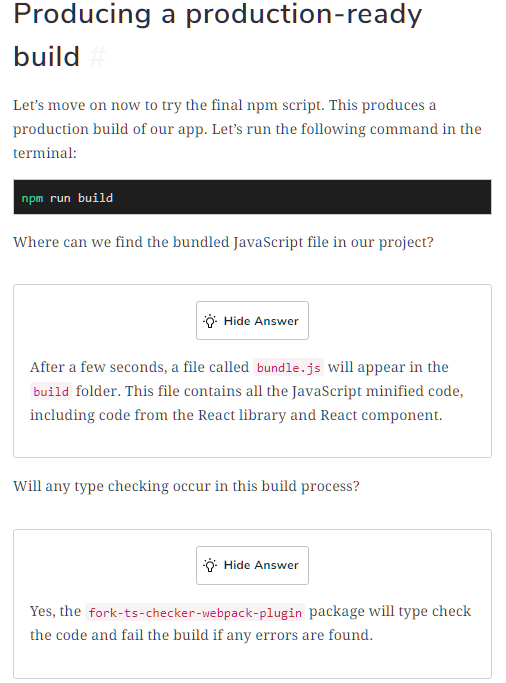 Producing a production-ready
build #
Let’s move on now to try the final npm script. This produces a
production build of our app. Let’s run the following command in the
terminal:
npm run build
Where can we find the bundled JavaScript file in our project?
Hide Answer
After a few seconds, a file called bundle.js will appear in the
build folder. This file contains all the JavaScript minified code,
including code from the React library and React component.
Will any type checking occur in this build process?
Hide Answer
Yes, the fork-ts-checker-webpack-plugin package will type check
the code and fail the build if any errors are found.